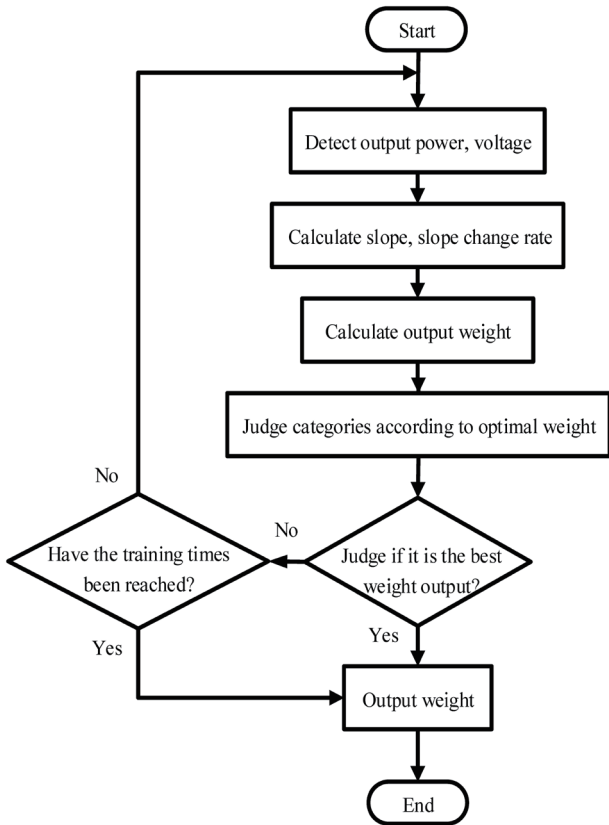 Start
Detect output power, voltage
Calculate slope, slope change rate
Calculate output weight
Judge categories according to optimal weight
No
Have the training times
been reached?
No
Judge if it is the best
weight output?
Yes
Yes
Output weight
End